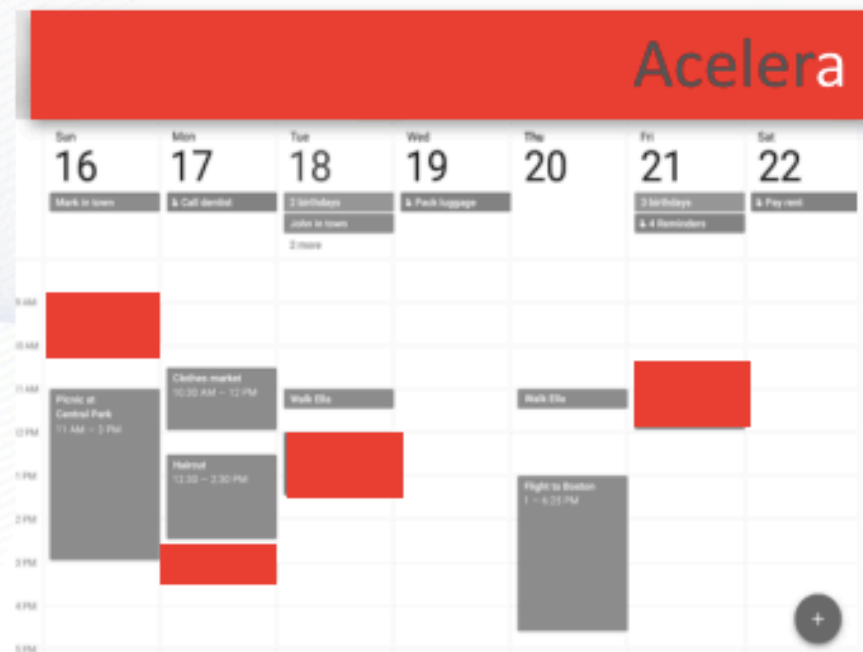 Acelera
Sun Mon Tue Wed Thu Fri Sat
16 17 18 19 20 21 22
Mark in town
Call dentist
2 birthdays
Pack luggage
3 birthdays
Pay rent
John in town
4 Reminders
2 more
9 AM
10 AM
11 AM
12 PM
1 PM
2 PM
3 PM
4 PM
5 PM
Picnic at
Central Park
11 AM – 3 PM
Clothes market
10:30 AM – 12 PM
Haircut
12:30 – 2:30 PM
Walk Ella
Walk Ella
Flight to Boston
1 – 4:35 PM
+